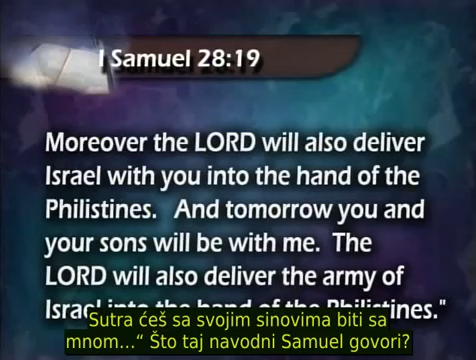 I Samuel 28:19
Moreover the LORD will also deliver
Israel with you into the hand of the
Philistines. And tomorrow you and
your sons will be with me. The
LORD will also deliver the army of
Israel into the hand of the Philistines."
Sutra ćeš sa svojim sinovima biti sa
mnom...“ Što taj navodni Samuel govori?